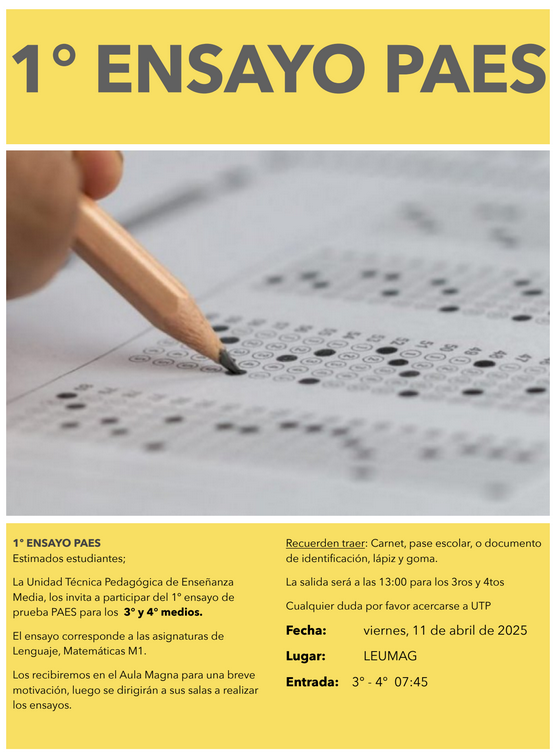 1° ENSAYO PAES
1° ENSAYO PAES
Estimados estudiantes;
La Unidad Técnica Pedagógica de Enseñanza
Media, los invita a participar del 1° ensayo de
prueba PAES para los 3° y 4° medios.
El ensayo corresponde a las asignaturas de
Lenguaje, Matemáticas M1.
Los recibiremos en el Aula Magna para una breve
motivación, luego se dirigirán a sus salas a realizar
los ensayos.
Recuerden traer: Carnet, pase escolar, o documento
de identificación, lápiz y goma.
La salida será a las 13:00 para los 3ros y 4tos
Cualquier duda por favor acercarse a UTP
Fecha: viernes, 11 de abril de 2025
Lugar: LEUMAG
Entrada: 3° - 4° 07:45